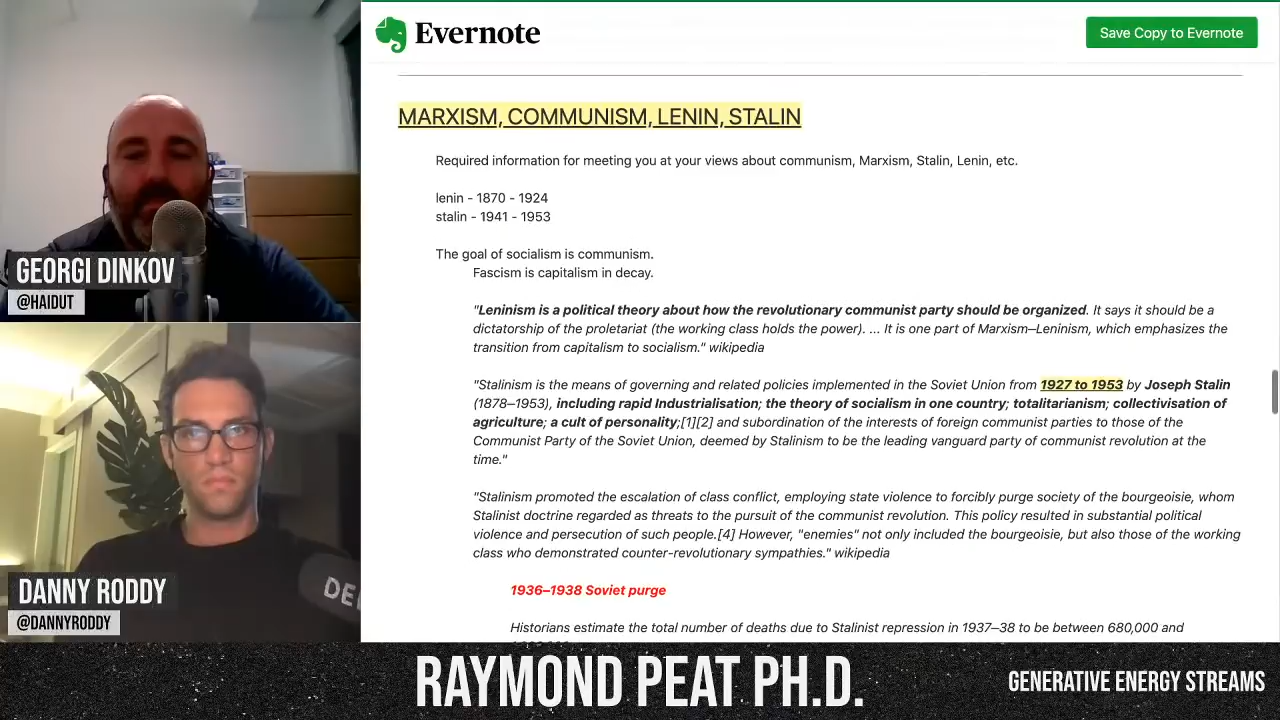 Evernote
Save Copy to Evernote
MARXISM, COMMUNISM, LENIN, STALIN
Required information for meeting you at your views about communism, Marxism, Stalin, Lenin, etc.
lenin - 1870 - 1924
stalin - 1941 - 1953
The goal of socialism is communism.
Fascism is capitalism in decay.
"Leninism is a political theory about how the revolutionary communist party should be organized. It says it should be a
dictatorship of the proletariat (the working class holds the power). ... It is one part of Marxism–Leninism, which emphasizes the
transition from capitalism to socialism." wikipedia
"Stalinism is the means of governing and related policies implemented in the Soviet Union from 1927 to 1953 by Joseph Stalin
(1878–1953), including rapid Industrialisation; the theory of socialism in one country; totalitarianism; collectivisation of
agriculture; a cult of personality;[1][2] and subordination of the interests of foreign communist parties to those of the
Communist Party of the Soviet Union, deemed by Stalinism to be the leading vanguard party of communist revolution at the
time."
"Stalinism promoted the escalation of class conflict, employing state violence to forcibly purge society of the bourgeoisie, whom
Stalinist doctrine regarded as threats to the pursuit of the communist revolution. This policy resulted in substantial political
violence and persecution of such people.[4] However, "enemies" not only included the bourgeoisie, but also those of the working
class who demonstrated counter-revolutionary sympathies." wikipedia
1936–1938 Soviet purge
Historians estimate the total number of deaths due to Stalinist repression in 1937–38 to be between 680,000 and
GEORGI DINKOV
@HAIDUT
DANNY RODDY
@DANNYRODDY
DE
RAYMOND PEAT PH.D.
GENERATIVE ENERGY STREAMS